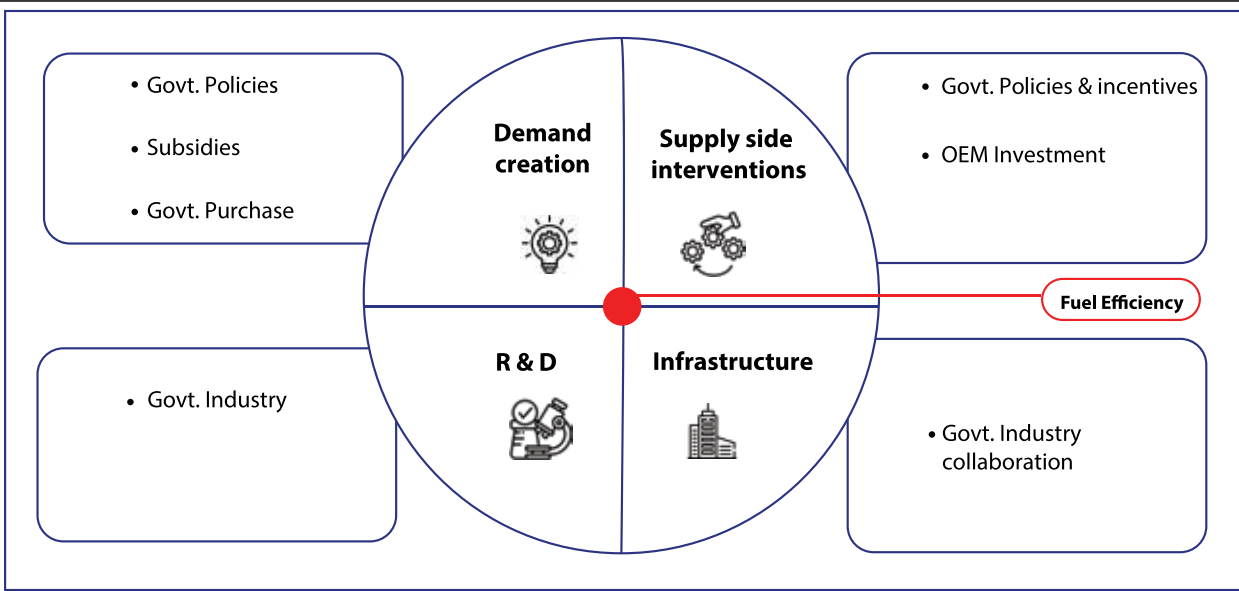 • Govt. Policies
• Subsidies
• Govt. Purchase
Demand
creation
Supply side
interventions
• Govt. Policies & incentives
• OEM Investment
Fuel Efficiency
• Govt. Industry
R & D
Infrastructure
• Govt. Industry
collaboration